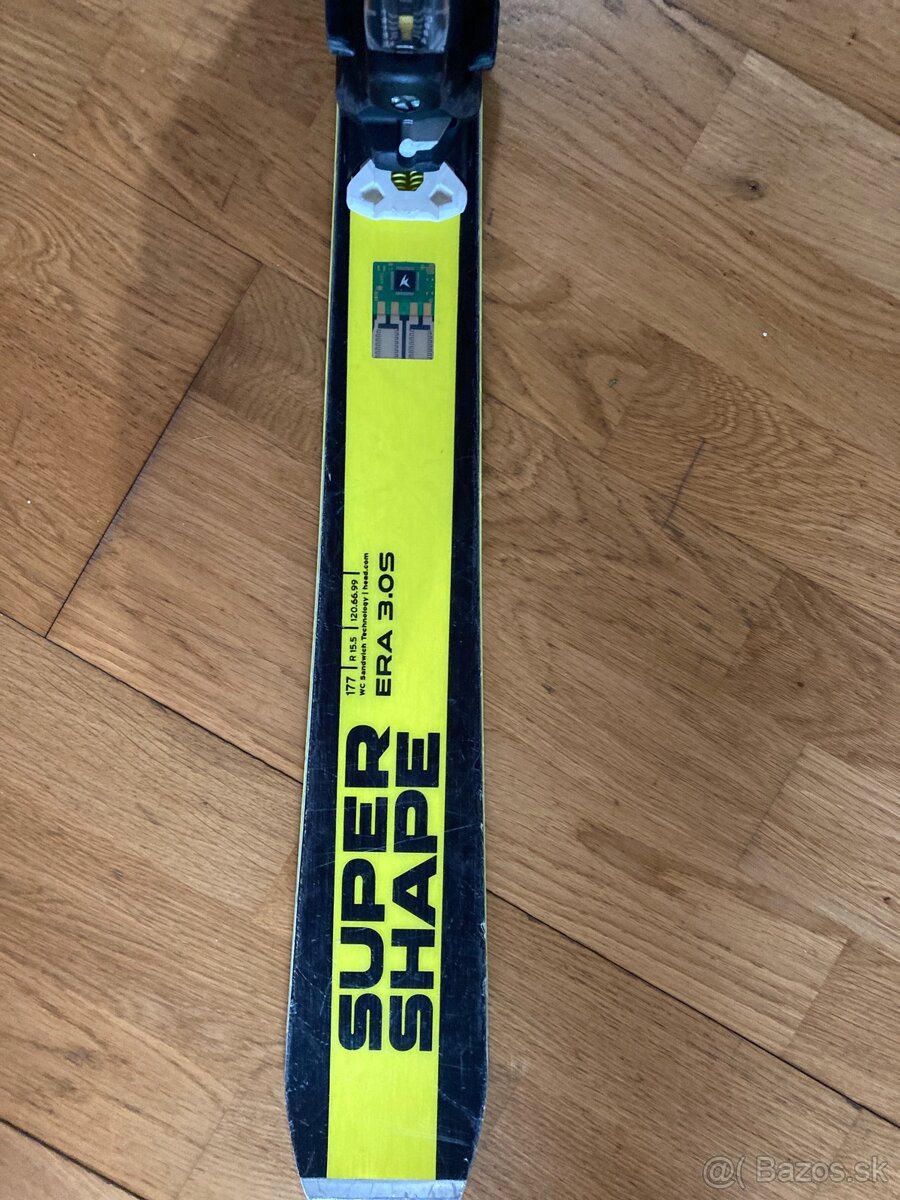 177 | R 15.5 | 120.66.99
WC Sandwich Technology | head.com
ERA 3.0S
SUPER
SHAPE
@( Bazos.sk